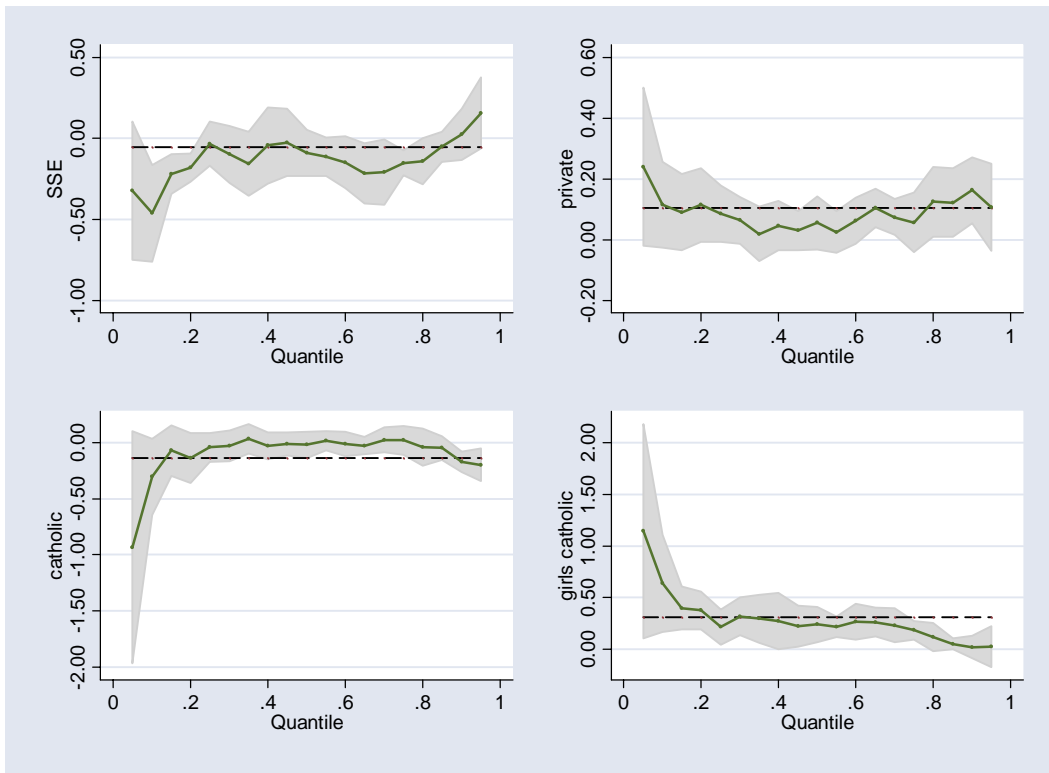 0.50
0.00
-0.50
-1.00
SSE
0 .2 .4 .6 .8 1
Quantile
0.60
0.40
0.20
0.00
-0.20
private
0 .2 .4 .6 .8 1
Quantile
0.00
-0.50
-1.00
-1.50
-2.00
catholic
0 .2 .4 .6 .8 1
Quantile
2.00
1.50
1.00
0.50
0.00
girls catholic
0 .2 .4 .6 .8 1
Quantile